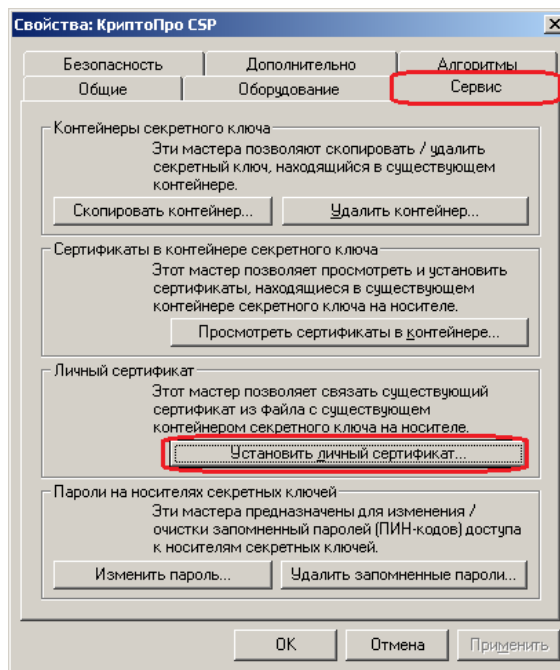 Свойства: КриптоПро CSP
Безопасность
Дополнительно
Алгоритмы
Общие
Оборудование
Сервис
Контейнеры секретного ключа
Эти мастера позволяют скопировать / удалить
секретный ключ, находящийся в существующем
контейнере.
Скопировать контейнер...
Удалить контейнер...
Сертификаты в контейнере секретного ключа
Этот мастер позволяет просмотреть и установить
сертификаты, находящиеся в существующем
контейнере секретного ключа на носителе.
Просмотреть сертификаты в контейнере...
Личный сертификат
Этот мастер позволяет связать существующий
сертификат из файла с существующем
контейнером секретного ключа на носителе.
Установить личный сертификат...
Пароли на носителях секретных ключей
Эти мастера предназначены для изменения /
очистки запомненный паролей (ПИН-кодов) доступа
к носителям секретных ключей.
Изменить пароль...
Удалить запомненные пароли...
ОК
Отмена
Применить